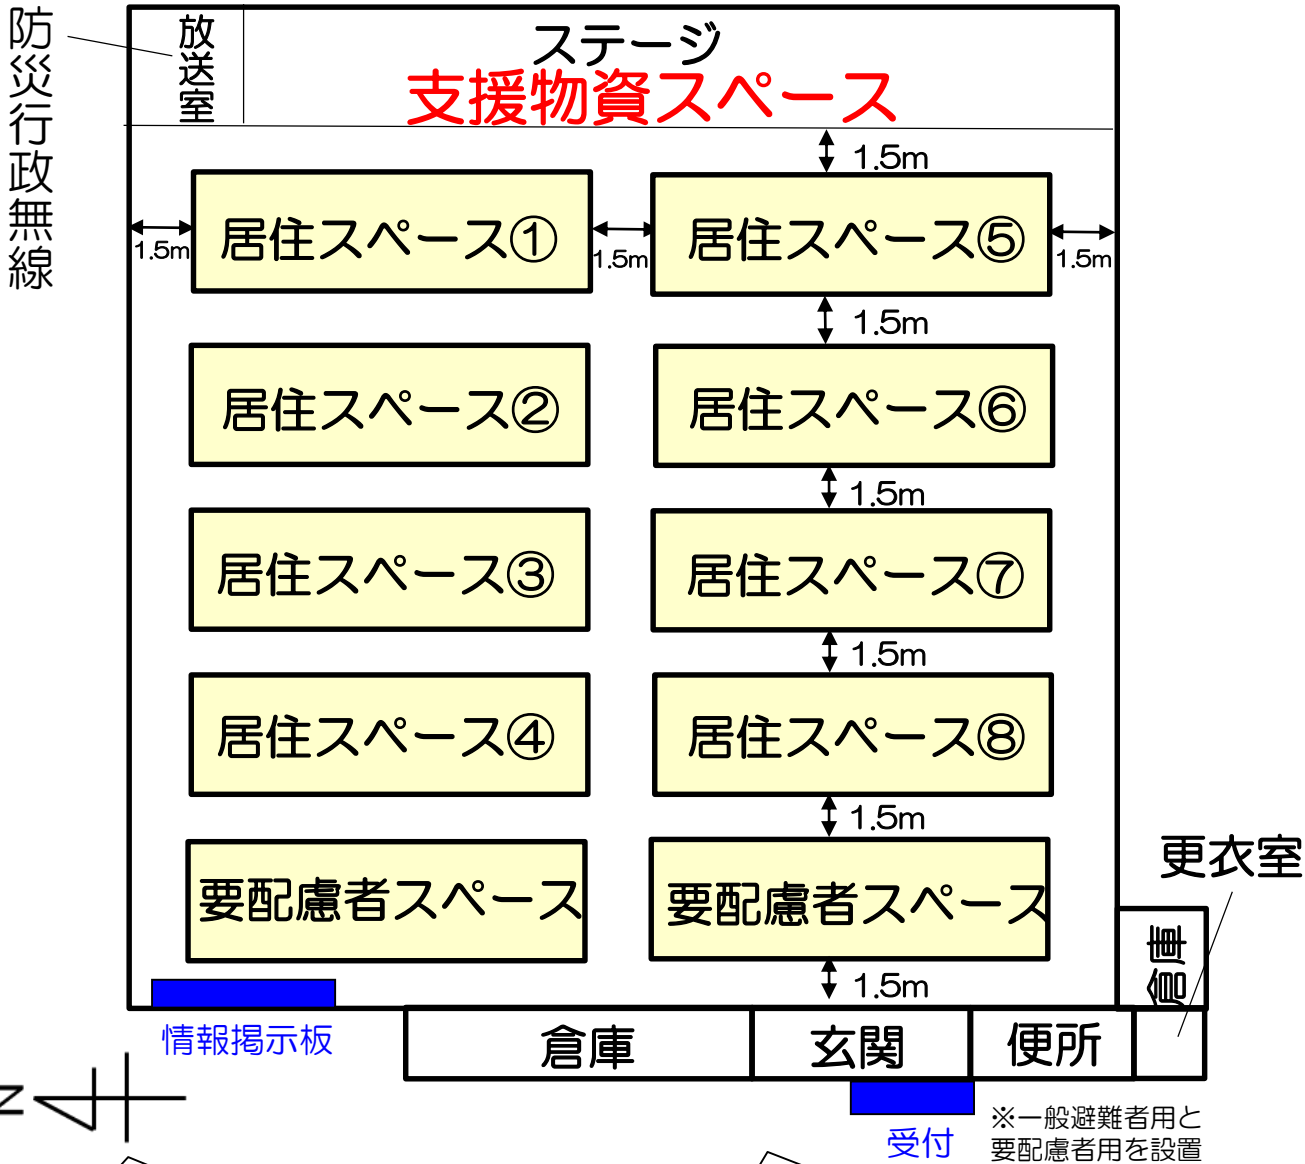 防災行政無線
放送室
ステージ
支援物資スペース
1.5m
居住スペース①
居住スペース⑤
1.5m
1.5m
1.5m
1.5m
居住スペース②
居住スペース⑥
1.5m
居住スペース③
居住スペース⑦
1.5m
居住スペース④
居住スペース⑧
1.5m
更衣室
要配慮者スペース
要配慮者スペース
倉庫
1.5m
情報掲示板
倉庫
玄関
便所
N
受付
※一般避難者用と
要配慮者用を設置